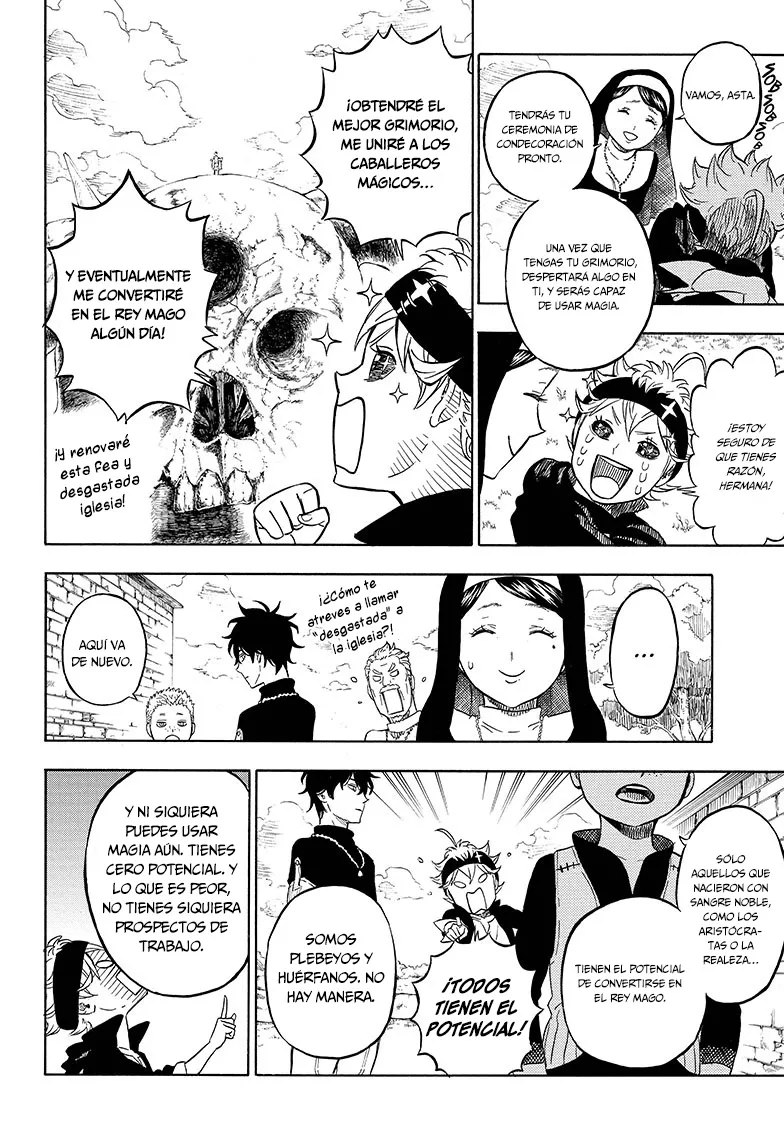 SOB
SOB
SOB
VAMOS, ASTA.
TENDRÁS TU
CEREMONIA DE
CONDECORACIÓN
PRONTO.
UNA VEZ QUE
TENGAS TU GRIMORIO,
DESPERTARÁ ALGO EN
TI, Y SERÁS CAPAZ
DE USAR MAGIA.
¡ESTOY
SEGURO DE
QUE TIENES
RAZÓN,
HERMANA!
¡OBTENDRÉ EL
MEJOR GRIMORIO,
ME UNIRÉ A LOS
CABALLEROS
MÁGICOS...
Y EVENTUALMENTE
ME CONVERTIRÉ
EN EL REY MAGO
ALGÚN DÍA!
¡Y renovaré
esta fea y
desgastada
iglesia!
...
¡¿Cómo te
atreves a llamar
"desgastada" a
la iglesia?!
AQUÍ VA
DE NUEVO.
SÓLO
AQUELLOS QUE
NACIERON CON
SANGRE NOBLE,
COMO LOS
ARISTÓCRA-
TAS O LA
REALEZA...
TIENEN EL POTENCIAL
DE CONVERTIRSE EN
EL REY MAGO.
¡TODOS
TIENEN EL
POTENCIAL!
SOMOS
PLEBEYOS Y
HUÉRFANOS. NO
HAY MANERA.
Y NI SIQUIERA
PUEDES USAR
MAGIA AÚN. TIENES
CERO POTENCIAL. Y
LO QUE ES PEOR,
NO TIENES SIQUIERA
PROSPECTOS DE
TRABAJO.